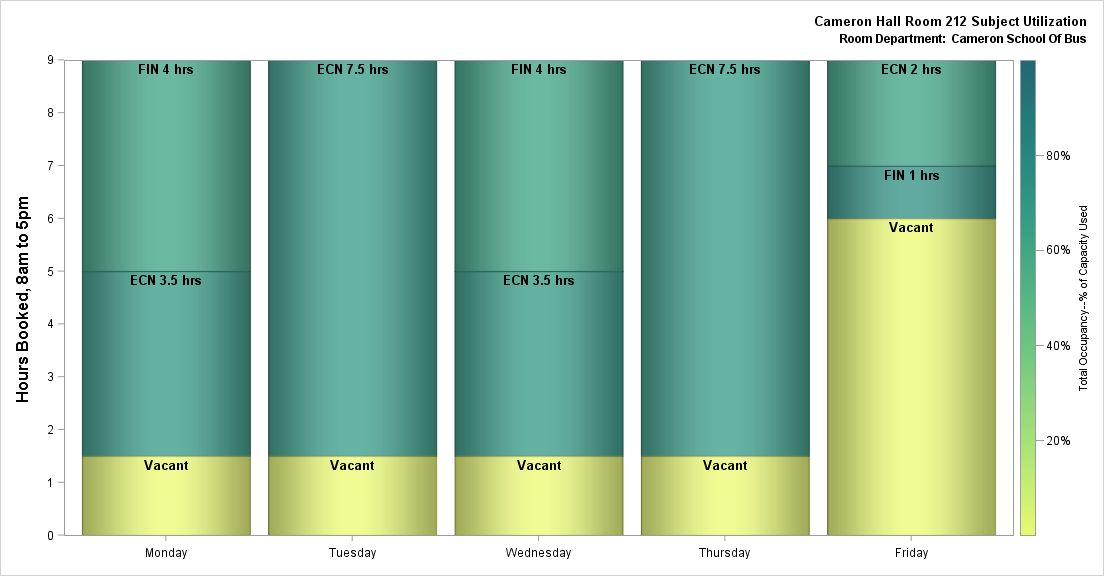 Cameron Hall Room 212 Subject Utilization
Room Department: Cameron School Of Bus
Hours Booked, 8am to 5pm
9
8
7
6
5
4
3
2
1
0
FIN 4 hrs
ECN 3.5 hrs
Vacant
ECN 7.5 hrs
Vacant
FIN 4 hrs
ECN 3.5 hrs
Vacant
ECN 7.5 hrs
Vacant
ECN 2 hrs
FIN 1 hrs
Vacant
Monday
Tuesday
Wednesday
Thursday
Friday
80%
60%
40%
20%
Total Occupancy--% of Capacity Used